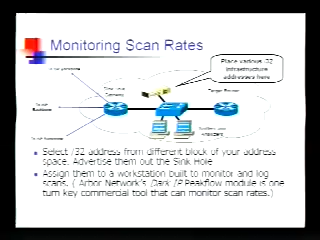 Monitoring Scan Rates
Place various /32
infrastructure
addresses here
Gateway
Target Router
Select /32 address from different block of your address
space. Advertise them out the Sink Hole
Assign them to a workstation built to monitor and log
scans. ( Arbor Network's Dark IP Peakflow module is one
turn key commercial tool that can monitor scan rates.)